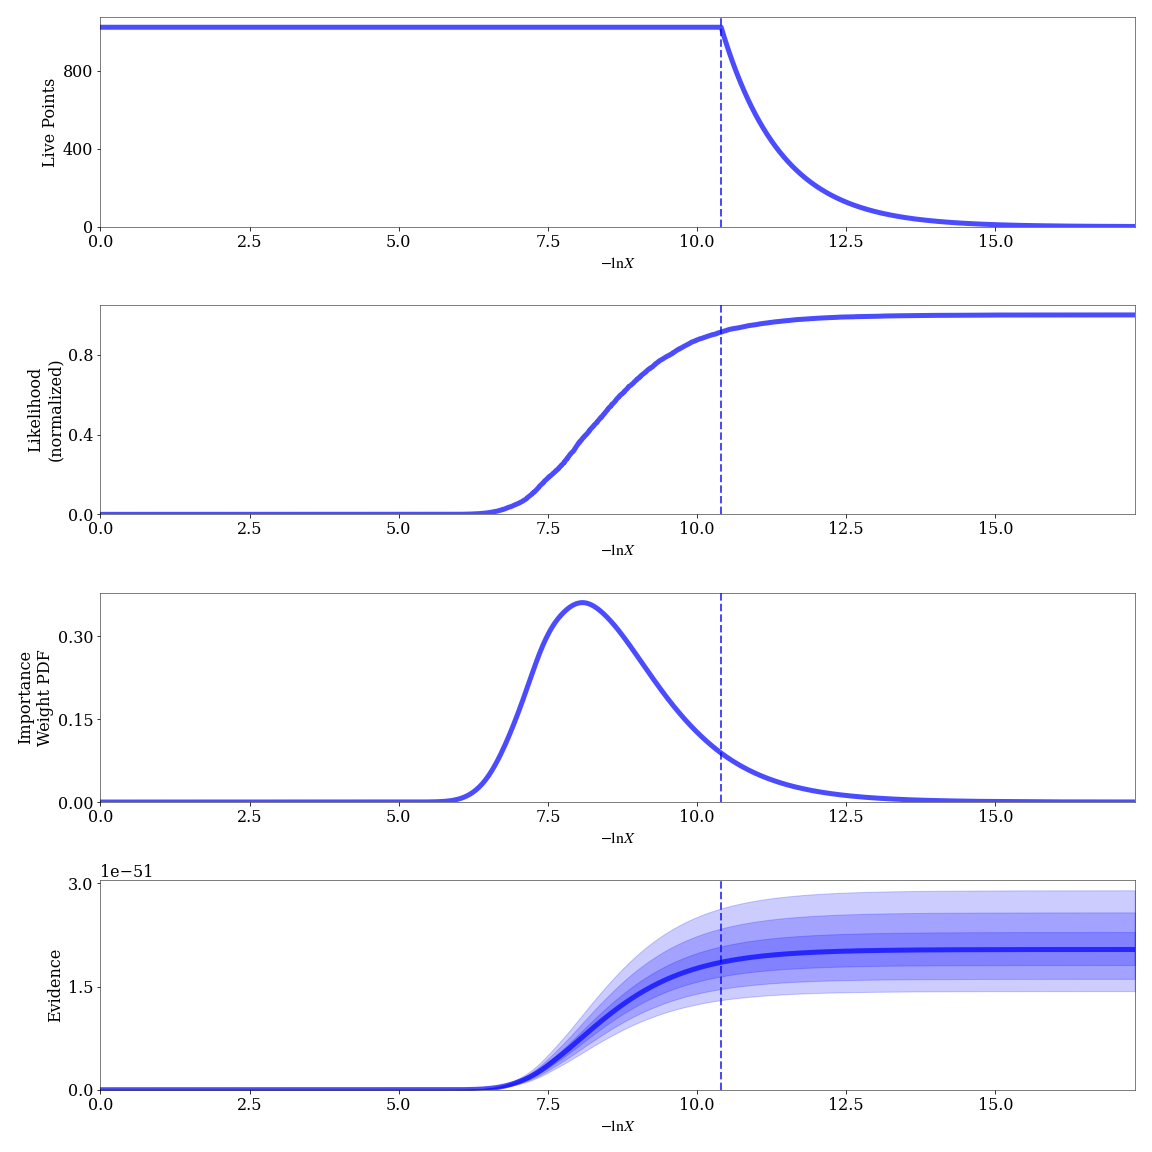 Live Points
800
400
0
0.0 2.5 5.0 7.5 10.0 12.5 15.0
−lnX
Likelihood
(normalized)
0.8
0.4
0.0
0.0 2.5 5.0 7.5 10.0 12.5 15.0
−lnX
Importance
Weight PDF
0.30
0.15
0.00
0.0 2.5 5.0 7.5 10.0 12.5 15.0
−lnX
1e−51
Evidence
3.0
1.5
0.0
0.0 2.5 5.0 7.5 10.0 12.5 15.0
−lnX